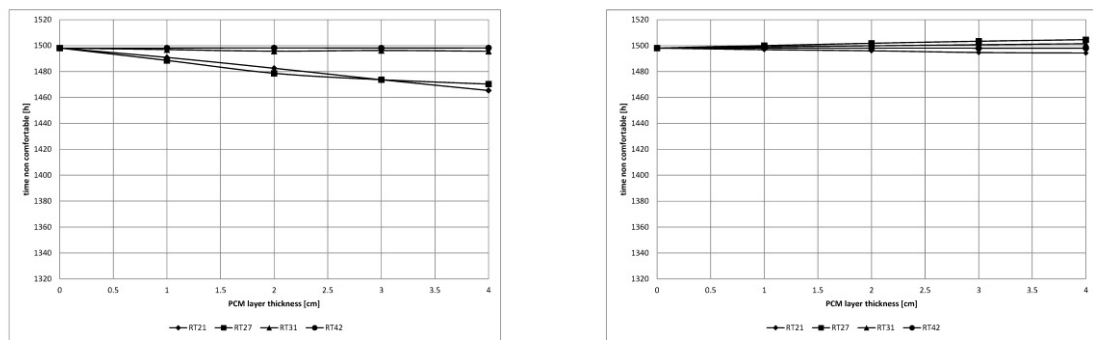 1520
1500
1480
1460
1440
1420
1400
1380
1360
1340
1320
time non comfortable [h]
0 0.5 1 1.5 2 2.5 3 3.5 4
PCM layer thickness [cm]
RT21 RT27 RT31 RT42
1520
1500
1480
1460
1440
1420
1400
1380
1360
1340
1320
time non comfortable [h]
0 0.5 1 1.5 2 2.5 3 3.5 4
PCM layer thickness [cm]
RT21 RT27 RT31 RT42